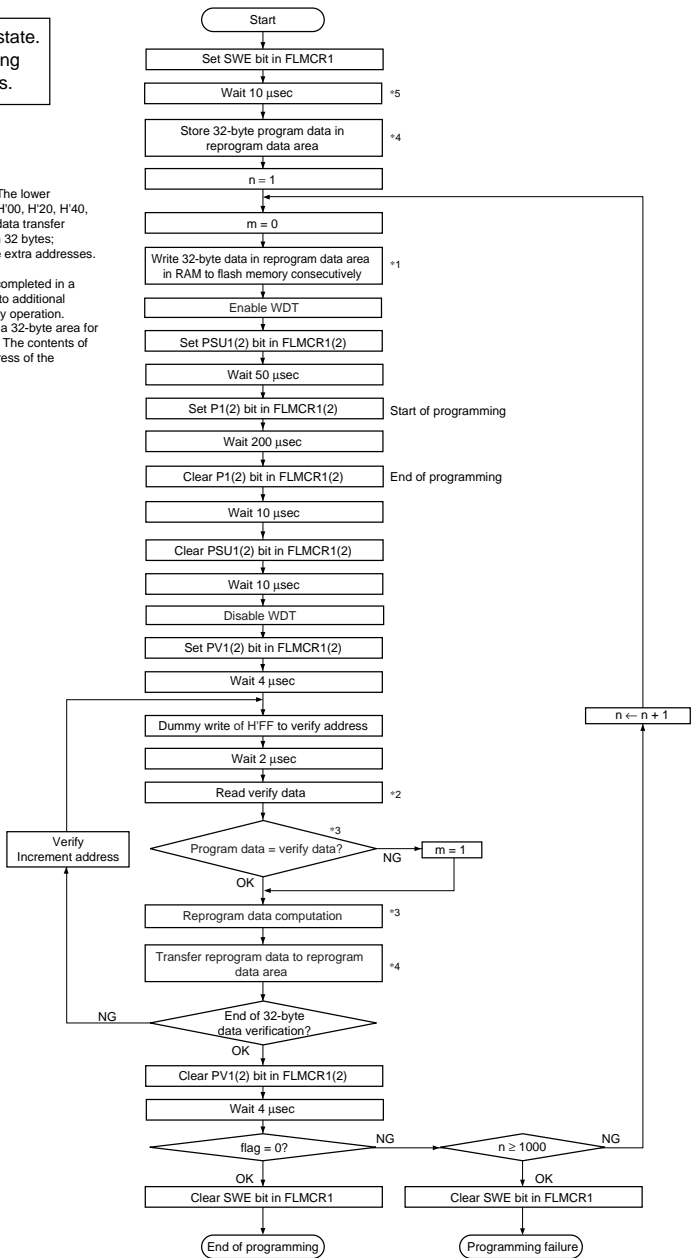 state.
ng
s.
The lower
H'00, H'20, H'40,
data transfer
n 32 bytes;
e extra addresses.
completed in a
to additional
y operation.
a 32-byte area for
The contents of
ress of the
Start
Set SWE bit in FLMCR1
Wait 10 μsec
*5
Store 32-byte program data in
reprogram data area
*4
n = 1
m = 0
Write 32-byte data in reprogram data area
in RAM to flash memory consecutively
*1
Enable WDT
Set PSU1(2) bit in FLMCR1(2)
Wait 50 μsec
Set P1(2) bit in FLMCR1(2)
Start of programming
Wait 200 μsec
Clear P1(2) bit in FLMCR1(2)
End of programming
Wait 10 μsec
Clear PSU1(2) bit in FLMCR1(2)
Wait 10 μsec
Disable WDT
Set PV1(2) bit in FLMCR1(2)
Wait 4 μsec
Dummy write of H'FF to verify address
n ← n + 1
Wait 2 μsec
Read verify data
*2
*3
Program data = verify data?
NG
m = 1
OK
Verify
Increment address
Reprogram data computation
*3
Transfer reprogram data to reprogram
data area
*4
End of 32-byte
data verification?
NG
OK
Clear PV1(2) bit in FLMCR1(2)
Wait 4 μsec
flag = 0?
NG
n ≥ 1000
NG
OK
OK
Clear SWE bit in FLMCR1
Clear SWE bit in FLMCR1
End of programming
Programming failure